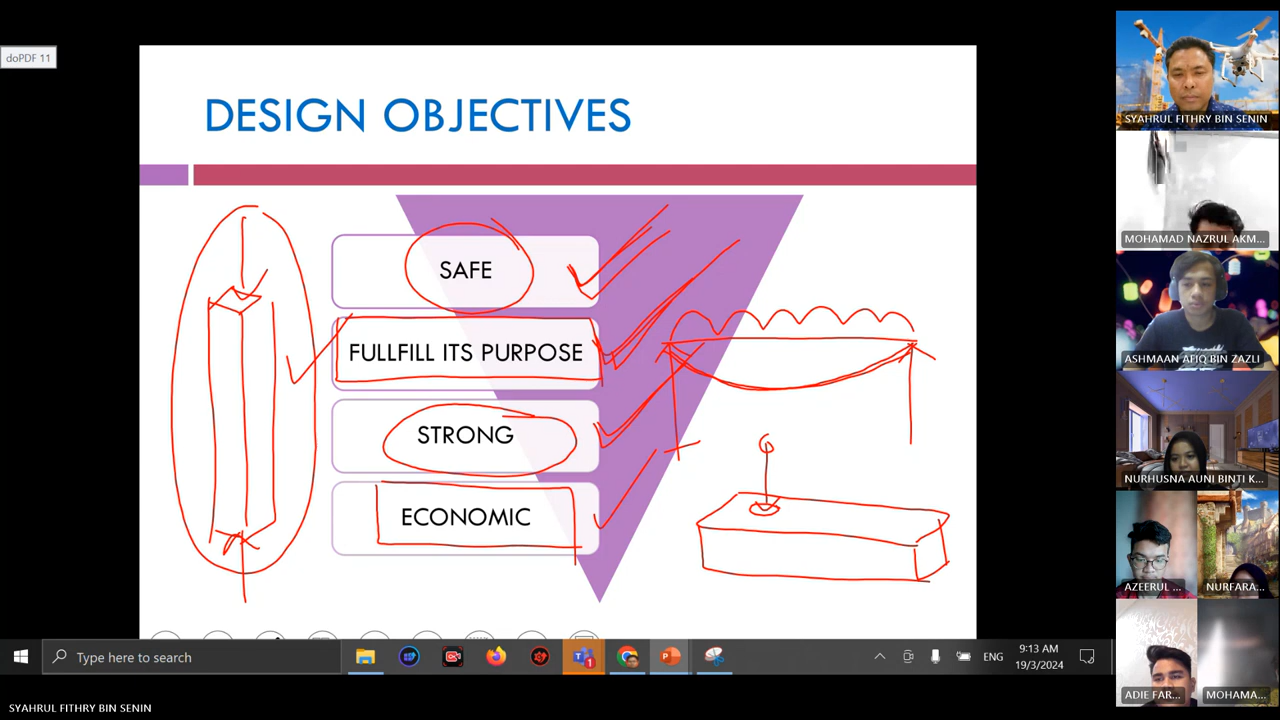 doPDF 11
DESIGN OBJECTIVES
SAFE
FULLFILL ITS PURPOSE
STRONG
ECONOMIC
SYAHRUL FITHRY BIN SENIN
MOHAMAD NAZRUL AKM...
ASHMAAN AFIQ BIN ZAZLI
NURHUSNA AUNI BINTI K...
AZEERUL ...
NURFARA...
ADIE FAR...
MOHAMA...
Type here to search
1
ENG
9:13 AM
19/3/2024
SYAHRUL FITHRY BIN SENIN